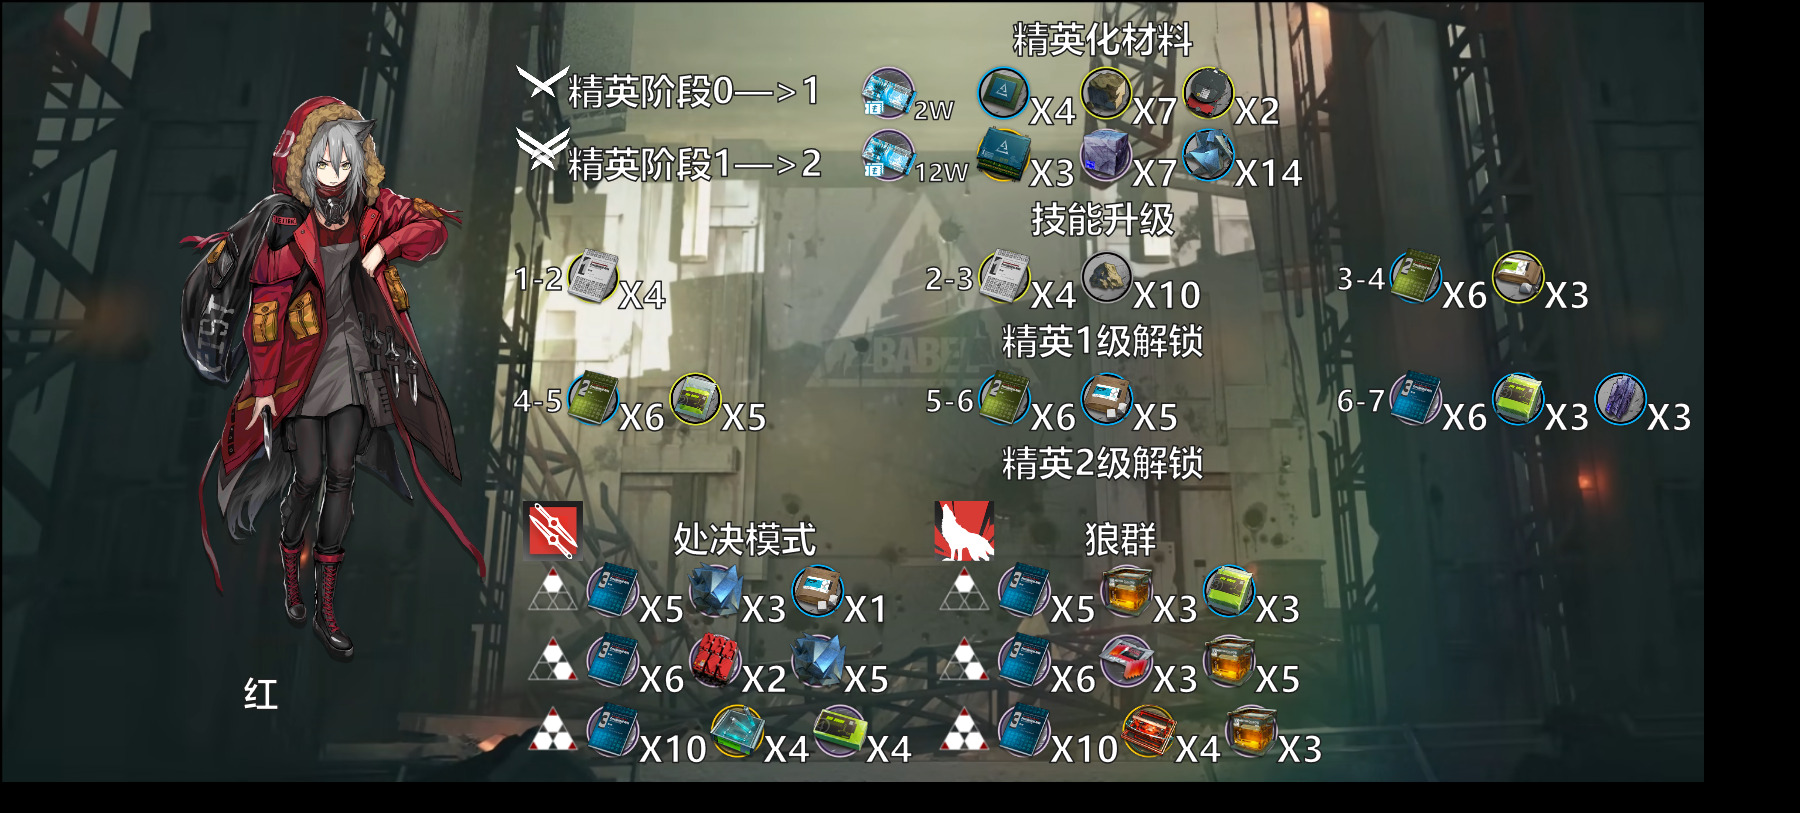 精英化材料
精英阶段0—>1 2W X4 X7 X2
精英阶段1—>2 12W X3 X7 X14
技能升级
1-2 X4 2-3 X4 X10 3-4 X6 X3
BABEL
精英1级解锁
4-5 X6 X5 5-6 X6 X5 6-7 X6 X3 X3
精英2级解锁
处决模式 狼群
X5 X3 X1 X5 X3 X3
X6 X2 X5 X6 X3 X5
X10 X4 X4 X10 X4 X3
红